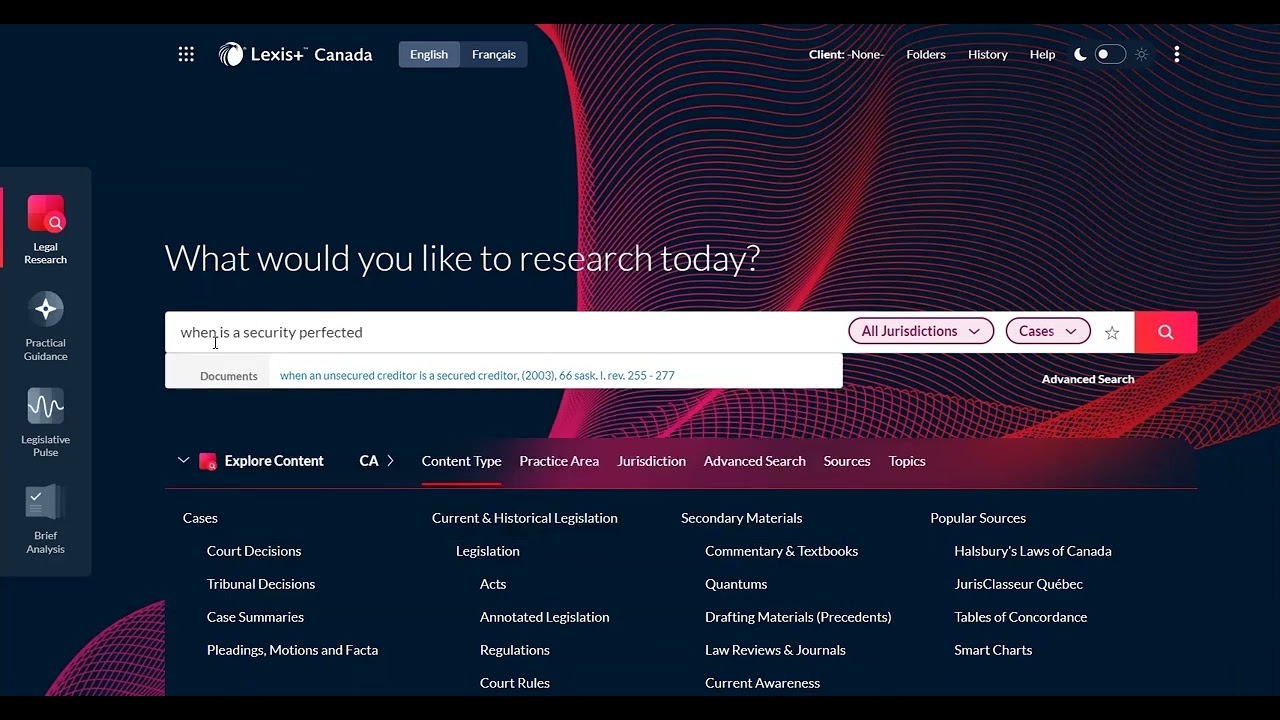 Lexis+™ Canada English Français Client: -None- Folders History Help
Legal
Research
Practical
Guidance
Legislative
Pulse
Brief
Analysis
What would you like to research today?
when is a security perfected All Jurisdictions Cases
Documents when an unsecured creditor is a secured creditor, (2003), 66 sask. l. rev. 255 - 277
Advanced Search
Explore Content CA Content Type Practice Area Jurisdiction Advanced Search Sources Topics
Cases
Court Decisions
Tribunal Decisions
Case Summaries
Pleadings, Motions and Facta
Current & Historical Legislation
Legislation
Acts
Annotated Legislation
Regulations
Court Rules
Secondary Materials
Commentary & Textbooks
Quantums
Drafting Materials (Precedents)
Law Reviews & Journals
Current Awareness
Popular Sources
Halsbury's Laws of Canada
JurisClasseur Québec
Tables of Concordance
Smart Charts